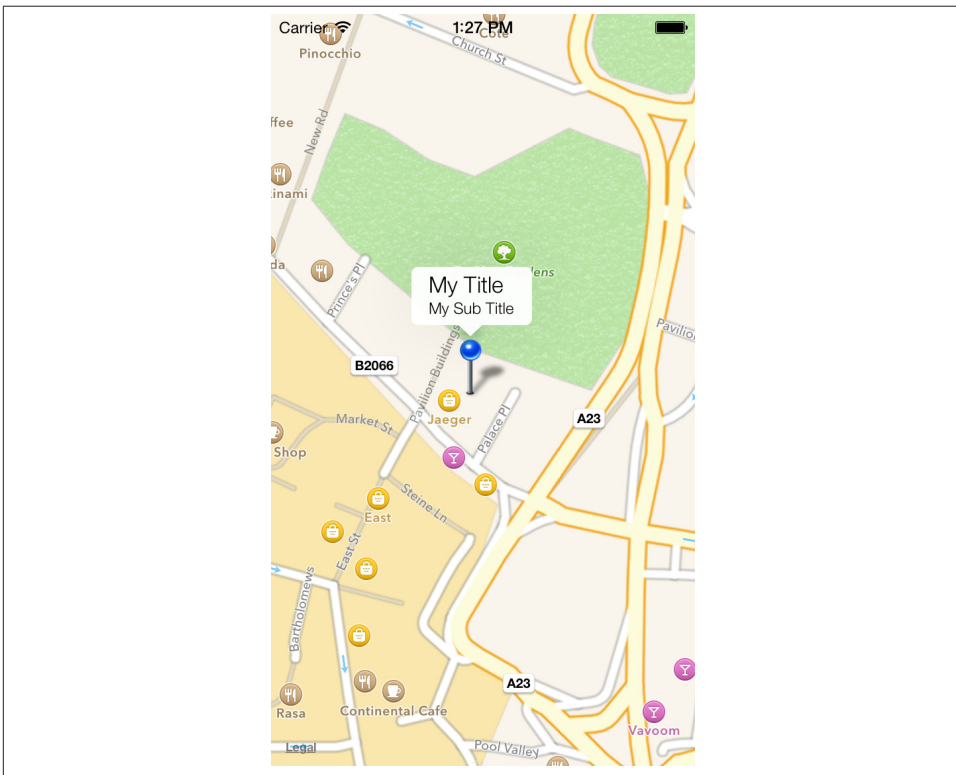 Carrier
1:27 PM
Pinocchio
Church St
ffee
New Rd
inami
da
Prince's Pl
lens
My Title
My Sub Title
Pavilion Buildings
Pavilio
B2066
Jaeger
A23
Market St
Palace Pl
Shop
Steine Ln
East
East St
Bartholomews
A23
Rasa
Continental Cafe
Vavoom
Legal
Pool Valley